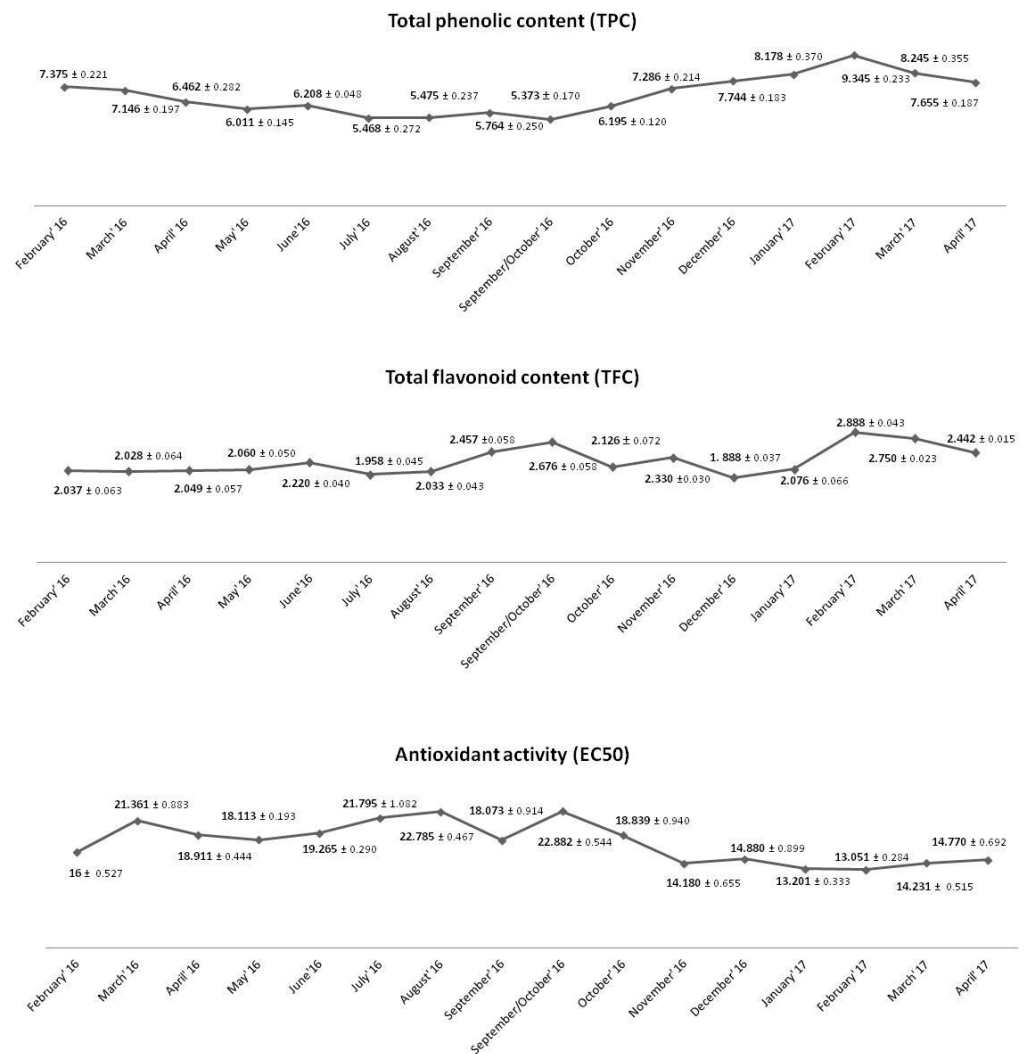 Total phenolic content (TPC)
7.375 ± 0.221
7.146 ± 0.197
6.462 ± 0.282
6.011 ± 0.145
6.208 ± 0.048
5.468 ± 0.272
5.475 ± 0.237
5.764 ± 0.250
5.373 ± 0.170
6.195 ± 0.120
7.286 ± 0.214
7.744 ± 0.183
8.178 ± 0.370
9.345 ± 0.233
8.245 ± 0.355
7.655 ± 0.187
February' 16
March' 16
April' 16
May' 16
June'16
July' 16
August' 16
September' 16
September/October' 16
October' 16
November' 16
December' 16
January' 17
February' 17
March' 17
April' 17
Total flavonoid content (TFC)
2.037 ± 0.063
2.028 ± 0.064
2.049 ± 0.057
2.060 ± 0.050
2.220 ± 0.040
1.958 ± 0.045
2.033 ± 0.043
2.457 ±0.058
2.676 ± 0.058
2.126 ± 0.072
2.330 ±0.030
1. 888 ± 0.037
2.076 ± 0.066
2.888 ± 0.043
2.750 ± 0.023
2.442 ± 0.015
February' 16
March' 16
April' 16
May' 16
June'16
July' 16
August' 16
September' 16
September/October' 16
October' 16
November' 16
December' 16
January' 17
February' 17
March' 17
April' 17
Antioxidant activity (EC50)
16 ± 0.527
21.361 ± 0.883
18.911 ± 0.444
18.113 ± 0.193
19.265 ± 0.290
21.795 ± 1.082
22.785 ± 0.467
18.073 ± 0.914
22.882 ± 0.544
18.839 ± 0.940
14.180 ± 0.655
14.880 ± 0.899
13.201 ± 0.333
13.051 ± 0.284
14.231 ± 0.515
14.770 ± 0.692
February' 16
March' 16
April' 16
May' 16
June'16
July' 16
August' 16
September' 16
September/October' 16
October' 16
November' 16
December' 16
January' 17
February' 17
March' 17
April' 17